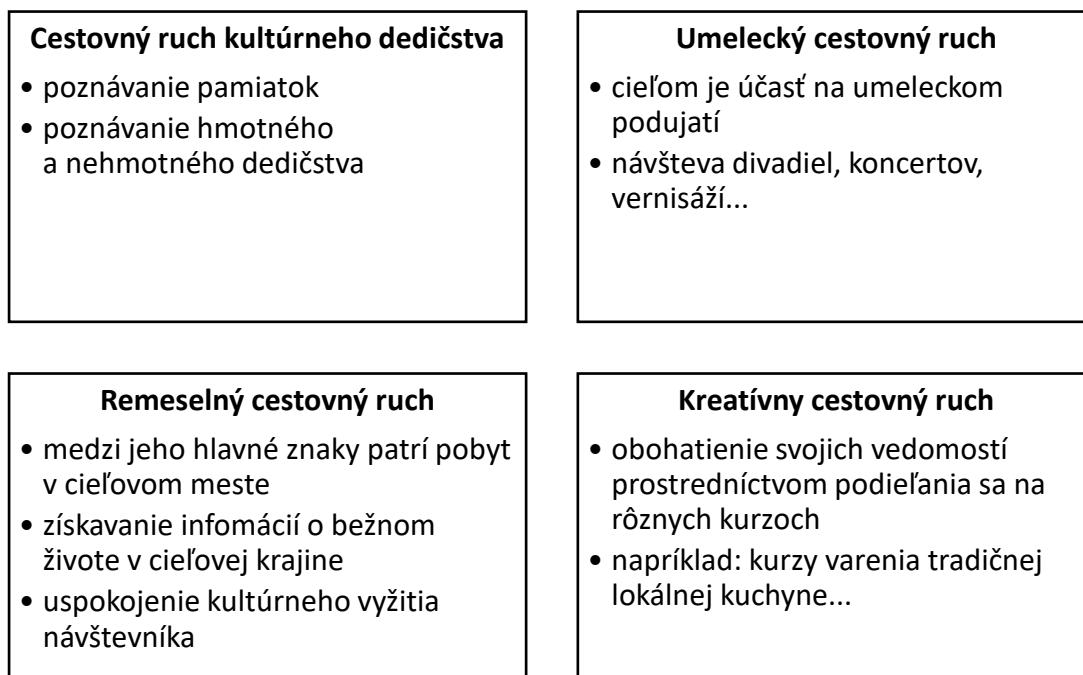 Cestovný ruch kultúrneho dedičstva
• poznávanie pamiatok
• poznávanie hmotného
a nehmotného dedičstva
Umelecký cestovný ruch
• cieľom je účasť na umeleckom
podujatí
• návšteva divadiel, koncertov,
vernisáží...
Remeselný cestovný ruch
• medzi jeho hlavné znaky patrí pobyt
v cieľovom meste
• získavanie infomácií o bežnom
živote v cieľovej krajine
• uspokojenie kultúrneho vyžitia
návštevníka
Kreatívny cestovný ruch
• obohatienie svojich vedomostí
prostredníctvom podieľania sa na
rôznych kurzoch
• napríklad: kurzy varenia tradičnej
lokálnej kuchyne...